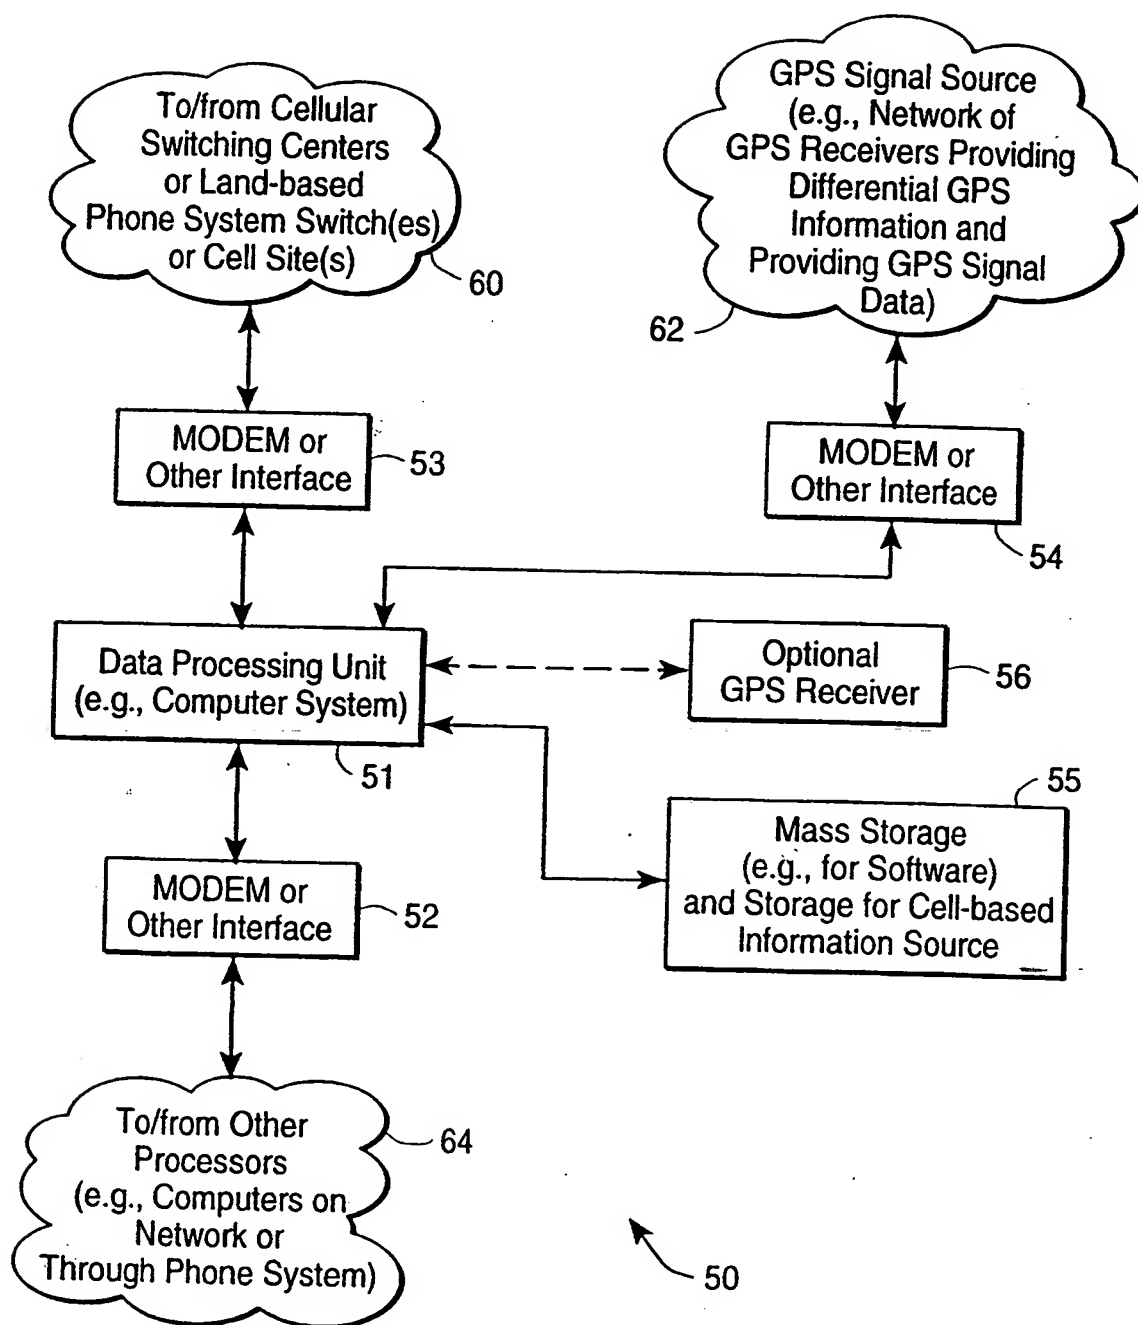 To/from Cellular
Switching Centers
or Land-based
Phone System Switch(es)
or Cell Site(s)
60
GPS Signal Source
(e.g., Network of
GPS Receivers Providing
Differential GPS
Information and
Providing GPS Signal
Data)
62
MODEM or
Other Interface
53
MODEM or
Other Interface
54
Data Processing Unit
(e.g., Computer System)
51
Optional
GPS Receiver
56
55
Mass Storage
(e.g., for Software)
and Storage for Cell-based
Information Source
MODEM or
Other Interface
52
To/from Other
Processors
(e.g., Computers on
Network or
Through Phone System)
64
50